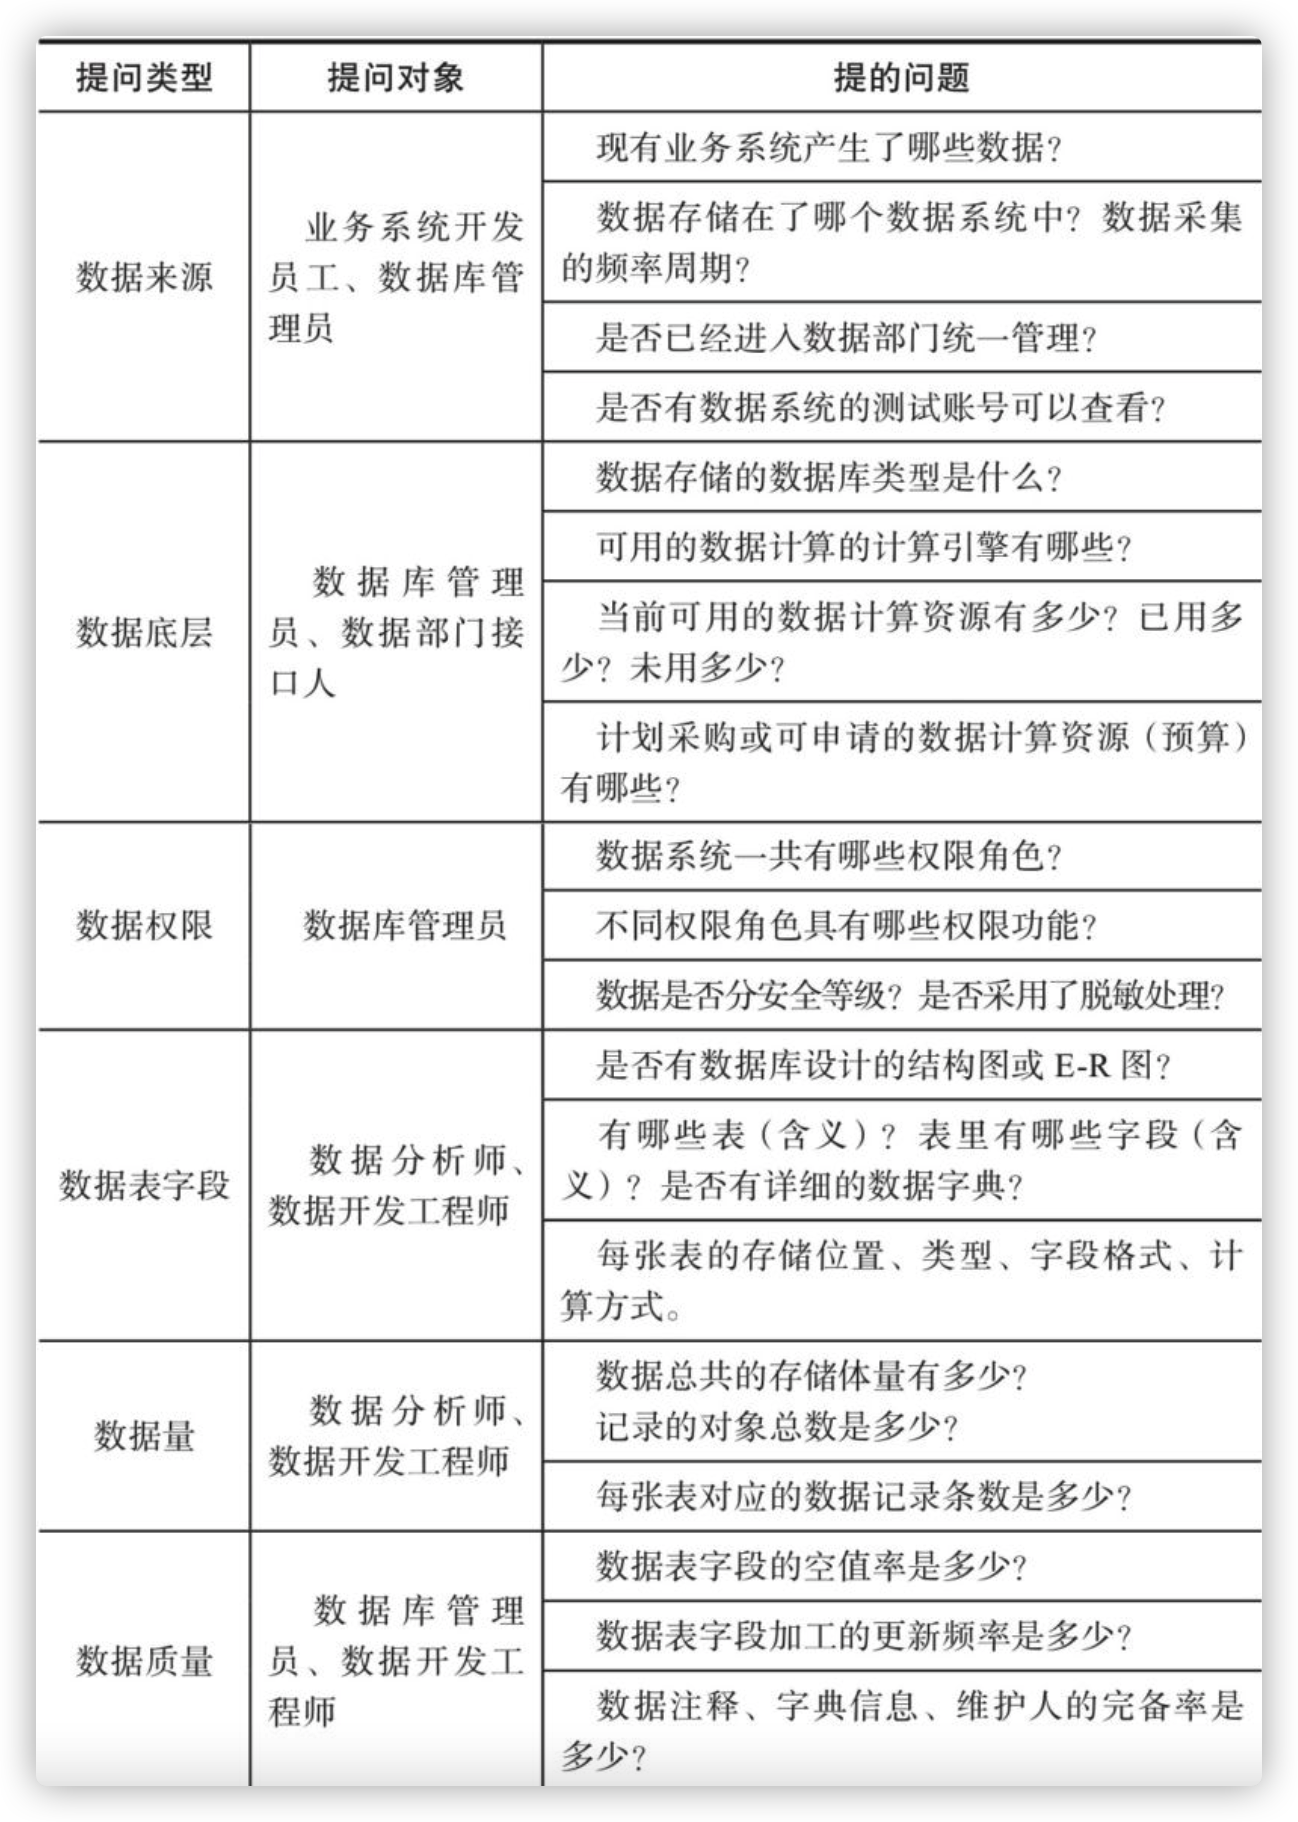 提问类型 提问对象 提的问题
数据来源
业务系统开发
员工、数据库管
理员
现有业务系统产生了哪些数据?
数据存储在了哪个数据系统中?数据采集
的频率周期?
是否已经进入数据部门统一管理?
是否有数据系统的测试账号可以查看?
数据底层
数据库管理
员、数据部门接
口人
数据存储的数据库类型是什么?
可用的数据计算的计算引擎有哪些?
当前可用的数据计算资源有多少?已用多
少?未用多少?
计划采购或可申请的数据计算资源(预算)
有哪些?
数据权限
数据库管理员
数据系统一共有哪些权限角色?
不同权限角色具有哪些权限功能?
数据是否分安全等级?是否采用了脱敏处理?
数据表字段
数据分析师、
数据开发工程师
是否有数据库设计的结构图或 E-R 图?
有哪些表(含义)?表里有哪些字段(含
义)?是否有详细的数据字典?
每张表的存储位置、类型、字段格式、计
算方式。
数据量
数据分析师、
数据开发工程师
数据总共的存储体量有多少?
记录的对象总数是多少?
每张表对应的数据记录条数是多少?
数据质量
数据库管理
员、数据开发工
程师
数据表字段的空值率是多少?
数据表字段加工的更新频率是多少?
数据注释、字典信息、维护人的完备率是
多少?